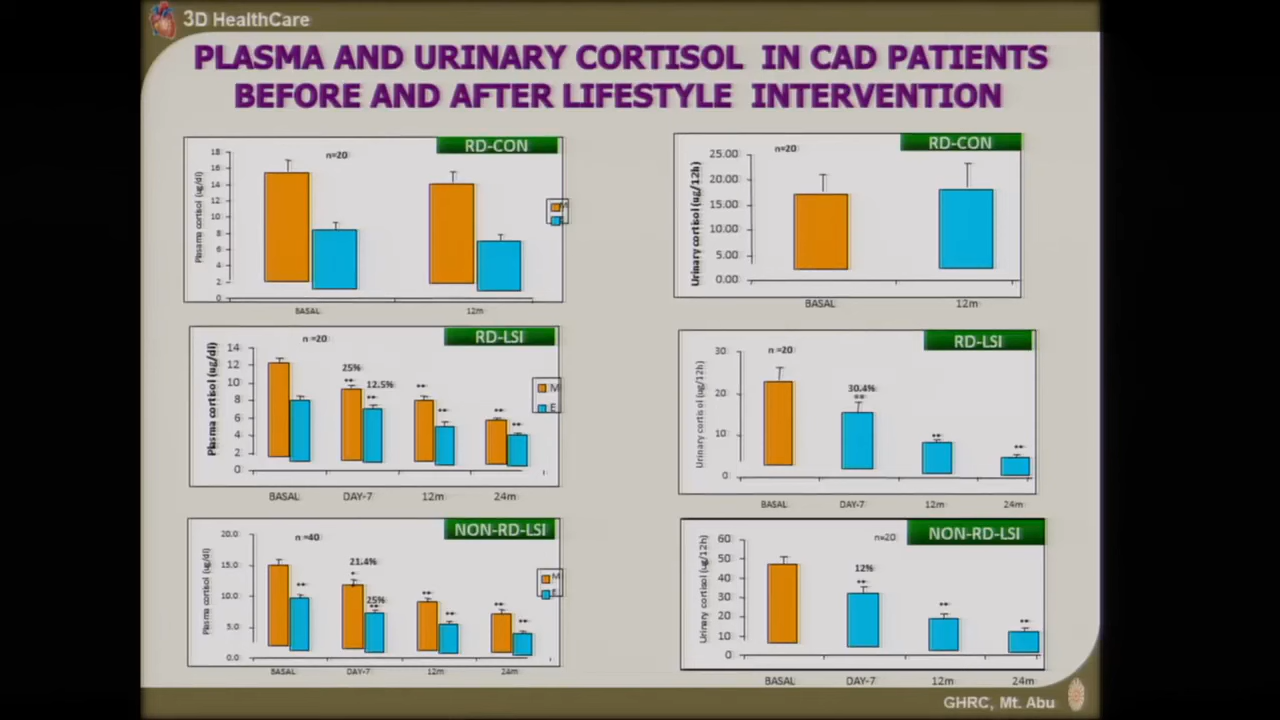 3D HealthCare
PLASMA AND URINARY CORTISOL IN CAD PATIENTS
BEFORE AND AFTER LIFESTYLE INTERVENTION
RD-CON
n=20
Plasama cortisol (ug/dl)
18
16
14
12
10
8
6
4
2
0
M
BASAL
12m
RD-CON
n=20
Urinary cortisol (ug/12h)
25.00
20.00
15.00
10.00
5.00
0.00
BASAL
12m
RD-LSI
n =20
Plasma cortisol (ug/dl)
14
12
10
8
6
4
2
0
25%
**
12.5%
**
**
**
**
**
M
E
BASAL
DAY-7
12m
24m
RD-LSI
n =20
Urinary cortisol (ug/12h)
30
20
10
0
30.4%
**
**
**
BASAL
DAY-7
12m
24m
NON-RD-LSI
n =40
Plasma cortisol (ug/dl)
20.0
15.0
10.0
5.0
0.0
**
21.4%
25%
**
**
**
**
**
M
BASAL
DAY-7
12m
24m
NON-RD-LSI
n=20
Urinary cortisol (ug/12h)
60
50
40
30
20
10
0
12%
**
**
**
BASAL
DAY-7
12m
24m
GHRC, Mt. Abu